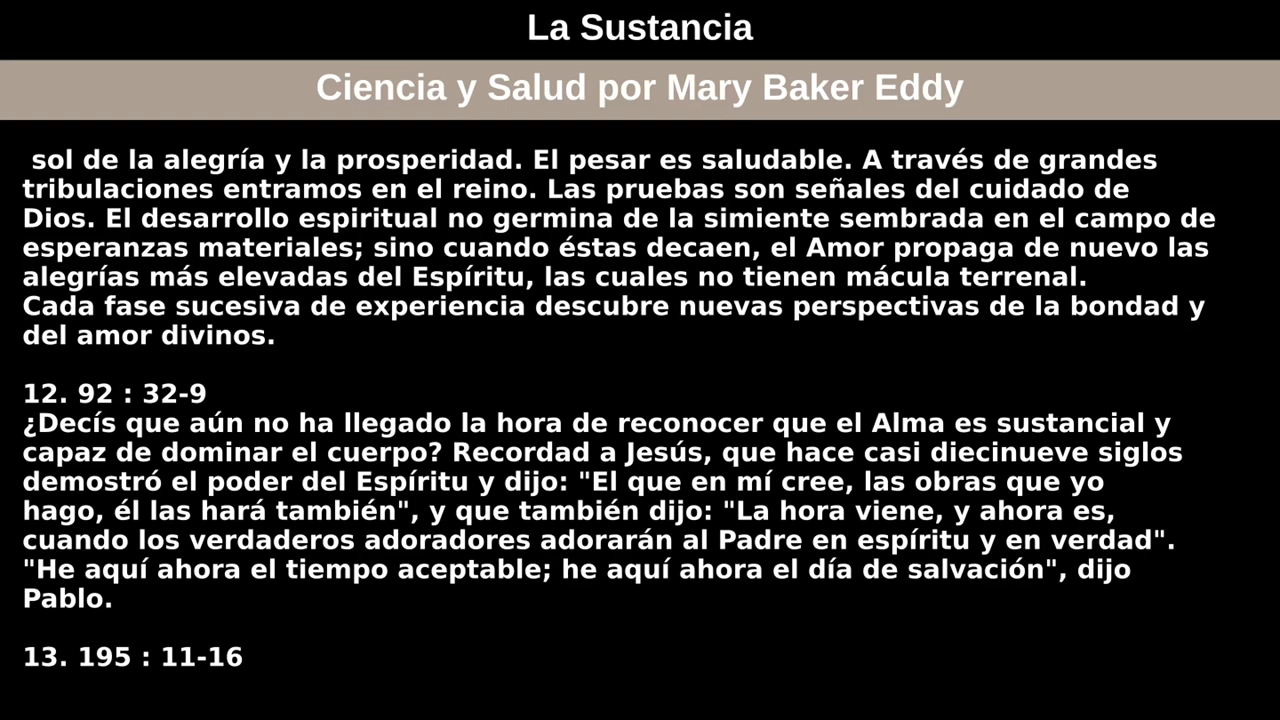 La Sustancia
Ciencia y Salud por Mary Baker Eddy
sol de la alegría y la prosperidad. El pesar es saludable. A través de grandes
tribulaciones entramos en el reino. Las pruebas son señales del cuidado de
Dios. El desarrollo espiritual no germina de la simiente sembrada en el campo de
esperanzas materiales; sino cuando éstas decaen, el Amor propaga de nuevo las
alegrías más elevadas del Espíritu, las cuales no tienen mácula terrenal.
Cada fase sucesiva de experiencia descubre nuevas perspectivas de la bondad y
del amor divinos.
12. 92 : 32-9
¿Decís que aún no ha llegado la hora de reconocer que el Alma es sustancial y
capaz de dominar el cuerpo? Recordad a Jesús, que hace casi diecinueve siglos
demostró el poder del Espíritu y dijo: "El que en mí cree, las obras que yo
hago, él las hará también", y que también dijo: "La hora viene, y ahora es,
cuando los verdaderos adoradores adorarán al Padre en espíritu y en verdad".
"He aquí ahora el tiempo aceptable; he aquí ahora el día de salvación", dijo
Pablo.
13. 195 : 11-16